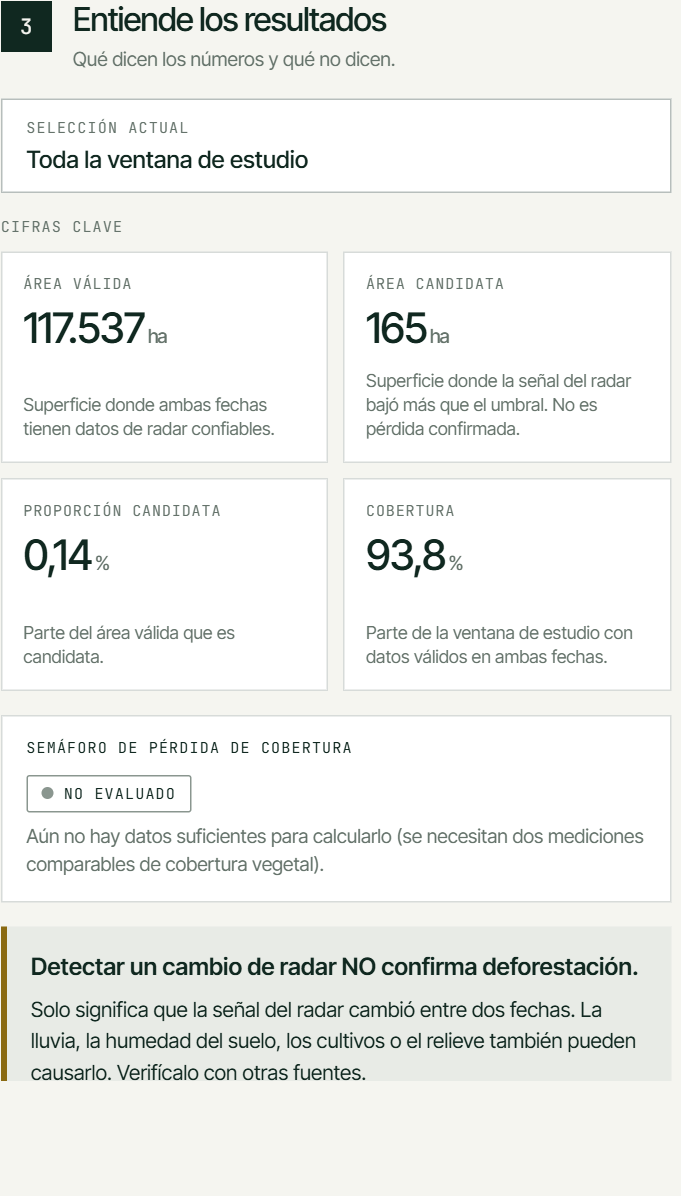 3
Entiende los resultados
Qué dicen los números y qué no dicen.
SELECCIÓN ACTUAL
Toda la ventana de estudio
CIFRAS CLAVE
ÁREA VÁLIDA
117.537 ha
Superficie donde ambas fechas
tienen datos de radar confiables.
ÁREA CANDIDATA
165 ha
Superficie donde la señal del radar
bajó más que el umbral. No es
pérdida confirmada.
PROPORCIÓN CANDIDATA
0,14 %
Parte del área válida que es
candidata.
COBERTURA
93,8 %
Parte de la ventana de estudio con
datos válidos en ambas fechas.
SEMÁFORO DE PÉRDIDA DE COBERTURA
NO EVALUADO
Aún no hay datos suficientes para calcularlo (se necesitan dos mediciones
comparables de cobertura vegetal).
Detectar un cambio de radar NO confirma deforestación.
Solo significa que la señal del radar cambió entre dos fechas. La
lluvia, la humedad del suelo, los cultivos o el relieve también pueden
causarlo. Verifícalo con otras fuentes.